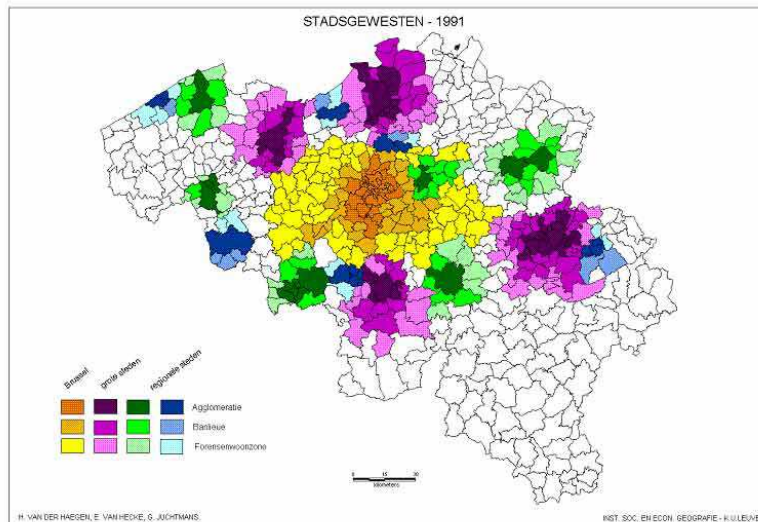 STADSGEWESTEN - 1991
Brussel
grote steden
regionale steden
Agglomeratie
Banlieue
Forensenwoonzone
0 15 30
kilometers
H. VAN DER HAEGEN, E. VAN HECKE, G. JUCHTMANS.
INST. SOC. EN ECON. GEOGRAFIE - K.U.LEUVE